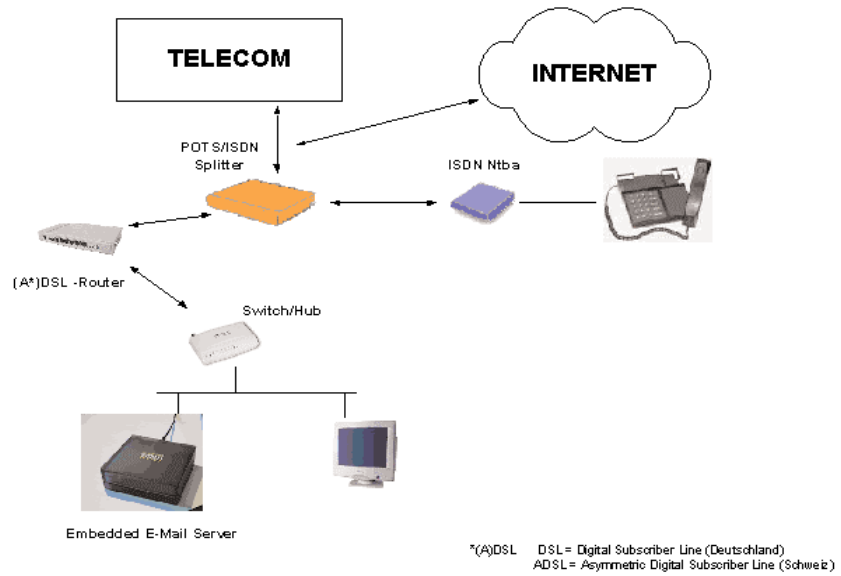 TELECOM
INTERNET
POTS/ISDN
Splitter
ISDN Ntba
(A*)DSL -Router
Switch/Hub
Embedded E-Mail Server
*(A)DSL DSL = Digital Subscriber Line (Deutschland)
ADSL = Asymmetric Digital Subscriber Line (Schweiz)